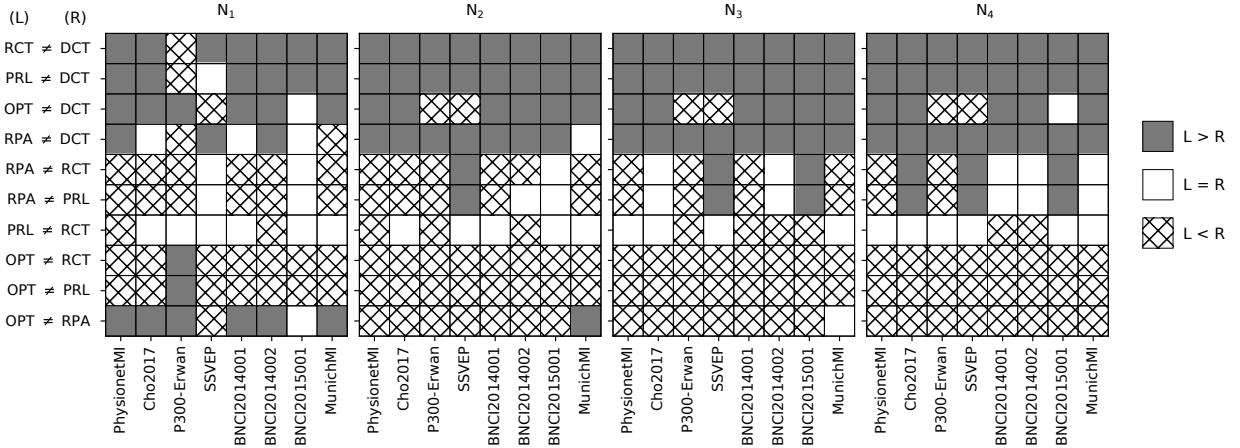 (L) (R) N1 N2 N3 N4
RCT ≠ DCT
PRL ≠ DCT
OPT ≠ DCT
RPA ≠ DCT
RPA ≠ RCT
RPA ≠ PRL
PRL ≠ RCT
OPT ≠ RCT
OPT ≠ PRL
OPT ≠ RPA
L > R
L = R
L < R
PhysionetMI Cho2017 P300-Erwan SSVEP BNCI2014001 BNCI2014002 BNCI2015001 MunichMI
PhysionetMI Cho2017 P300-Erwan SSVEP BNCI2014001 BNCI2014002 BNCI2015001 MunichMI
PhysionetMI Cho2017 P300-Erwan SSVEP BNCI2014001 BNCI2014002 BNCI2015001 MunichMI
PhysionetMI Cho2017 P300-Erwan SSVEP BNCI2014001 BNCI2014002 BNCI2015001 MunichMI